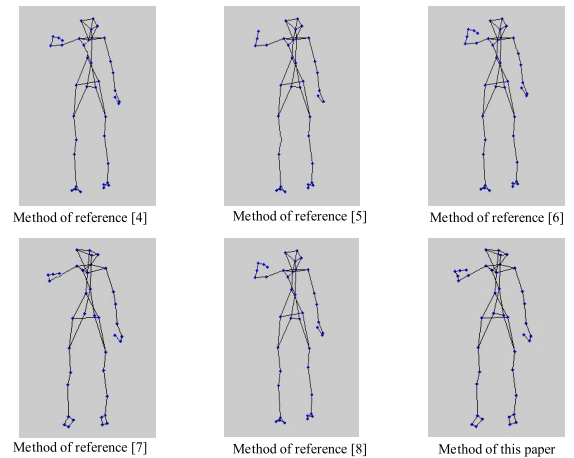 Method of reference [4]
Method of reference [5]
Method of reference [6]
Method of reference [7]
Method of reference [8]
Method of this paper